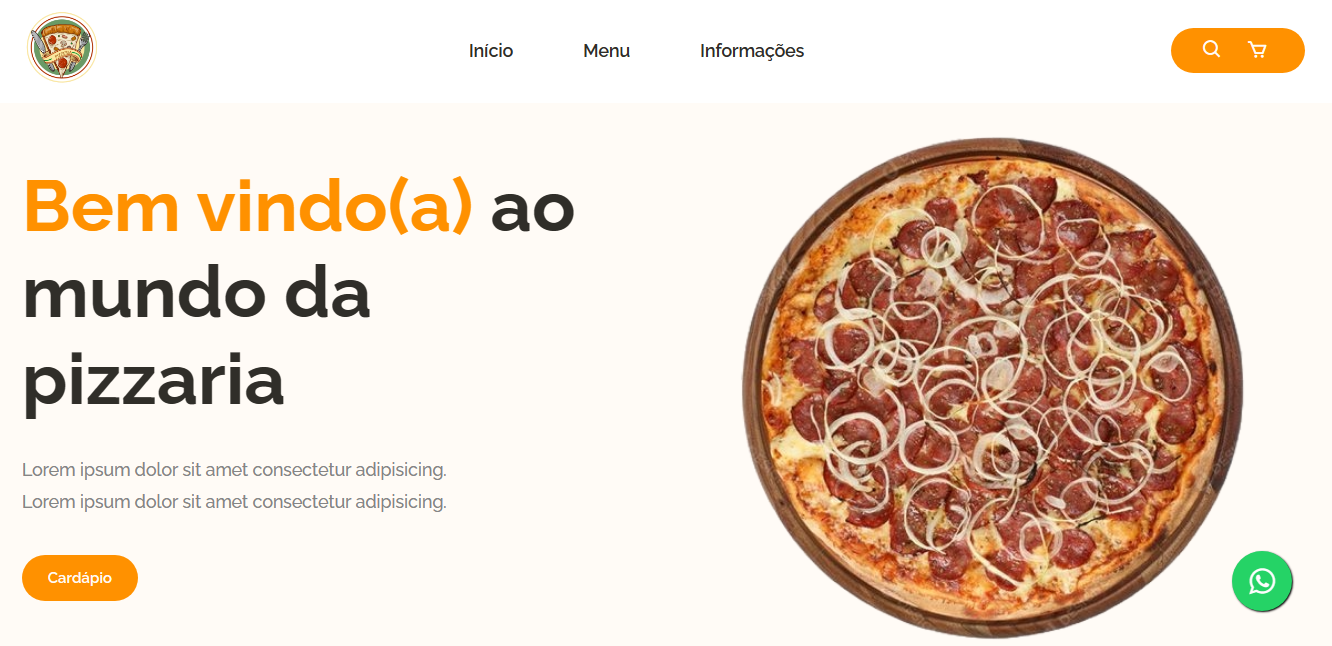 Início Menu Informações
Bem vindo(a) ao
mundo da
pizzaria
Lorem ipsum dolor sit amet consectetur adipisicing.
Lorem ipsum dolor sit amet consectetur adipisicing.
Cardápio